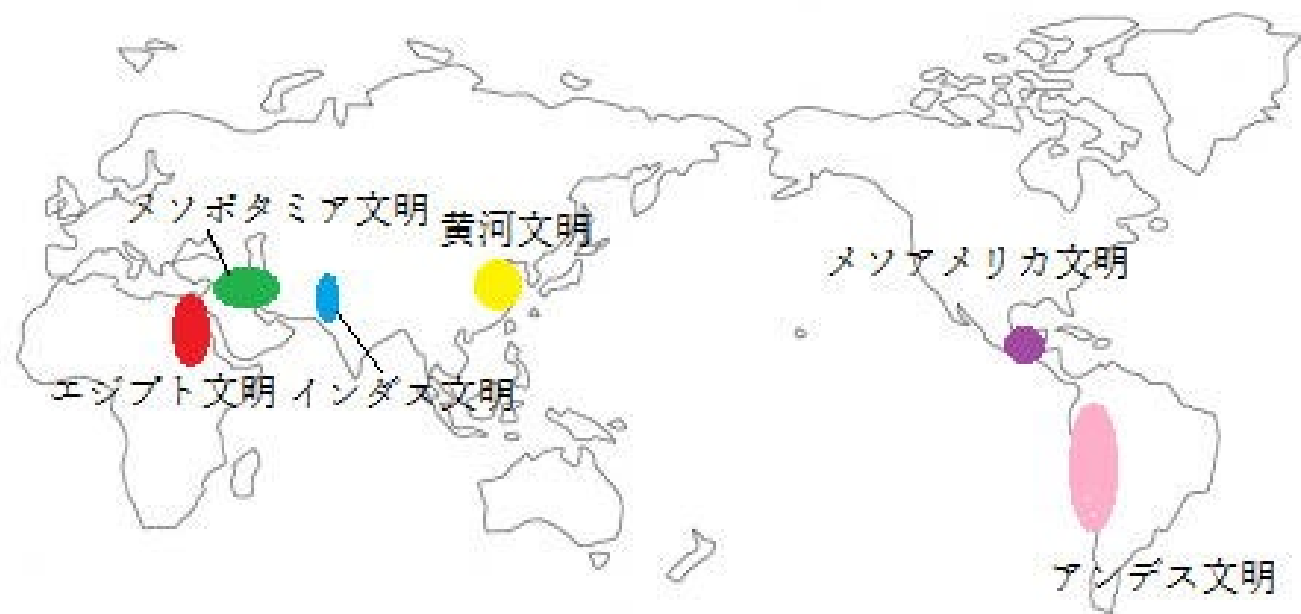 メソポタミア文明
黄河文明
メソアメリカ文明
エジプト文明
インダス文明
アンデス文明